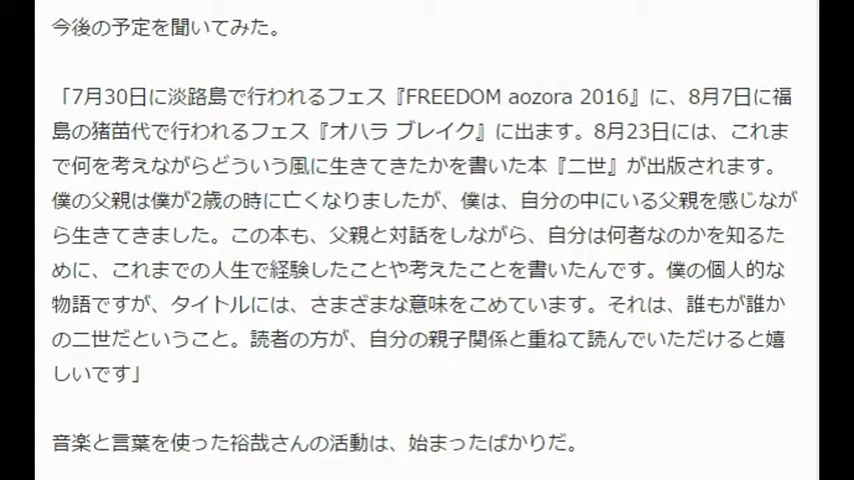 今後の予定を聞いてみた。
「7月30日に淡路島で行われるフェス『FREEDOM aozora 2016』に、8月7日に福
島の猪苗代で行われるフェス『オハラ ブレイク』に出ます。8月23日には、これま
で何を考えながらどういう風に生きてきたかを書いた本『二世』が出版されます。
僕の父親は僕が2歳の時に亡くなりましたが、僕は、自分の中にいる父親を感じなが
ら生きてきました。この本も、父親と対話をしながら、自分は何者なのかを知るた
めに、これまでの人生で経験したことや考えたことを書いたんです。僕の個人的な
物語ですが、タイトルには、さまざまな意味をこめています。それは、誰もが誰か
の二世だということ。読者の方が、自分の親子関係と重ねて読んでいただけると嬉
しいです」
音楽と言葉を使った裕哉さんの活動は、始まったばかりだ。